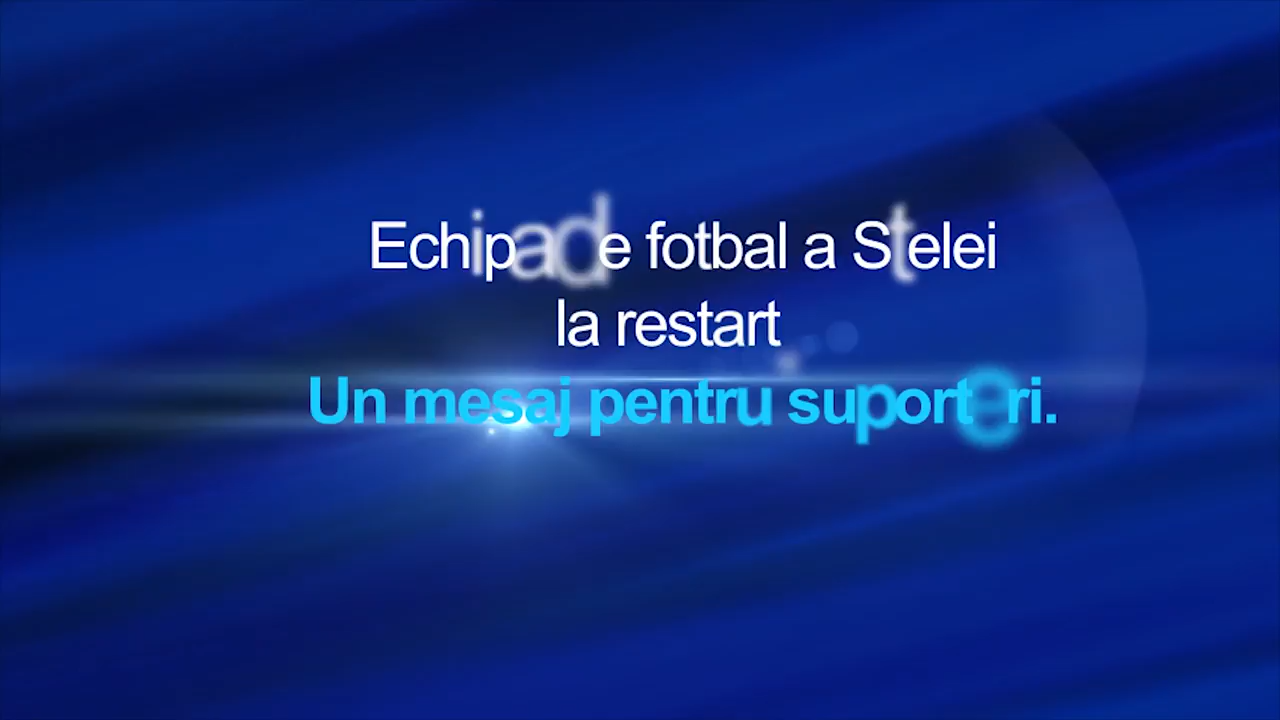 Echipa de fotbal a Stelei
la restart
Un mesaj pentru suporteri.